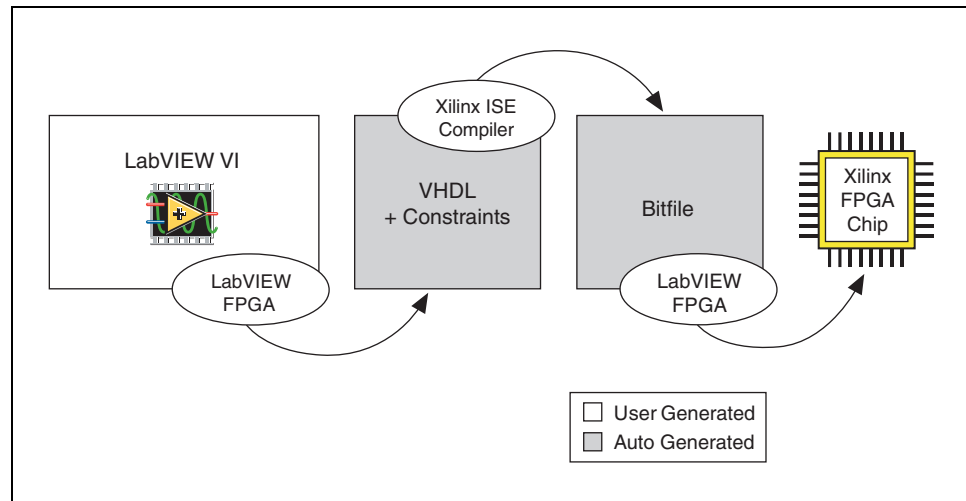 LabVIEW VI
LabVIEW
FPGA
Xilinx ISE
Compiler
VHDL
+ Constraints
Bitfile
LabVIEW
FPGA
Xilinx
FPGA
Chip
User Generated
Auto Generated